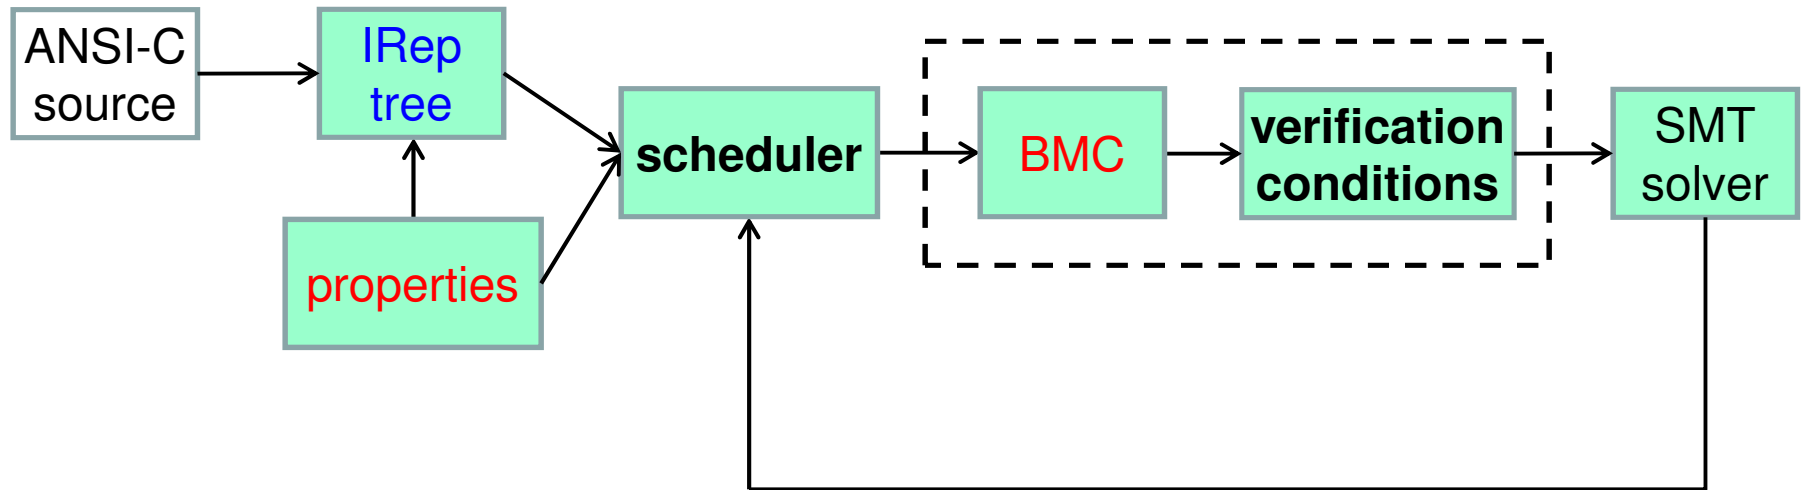 ANSI-C
source
IRep
tree
properties
scheduler
BMC
verification
conditions
SMT
solver